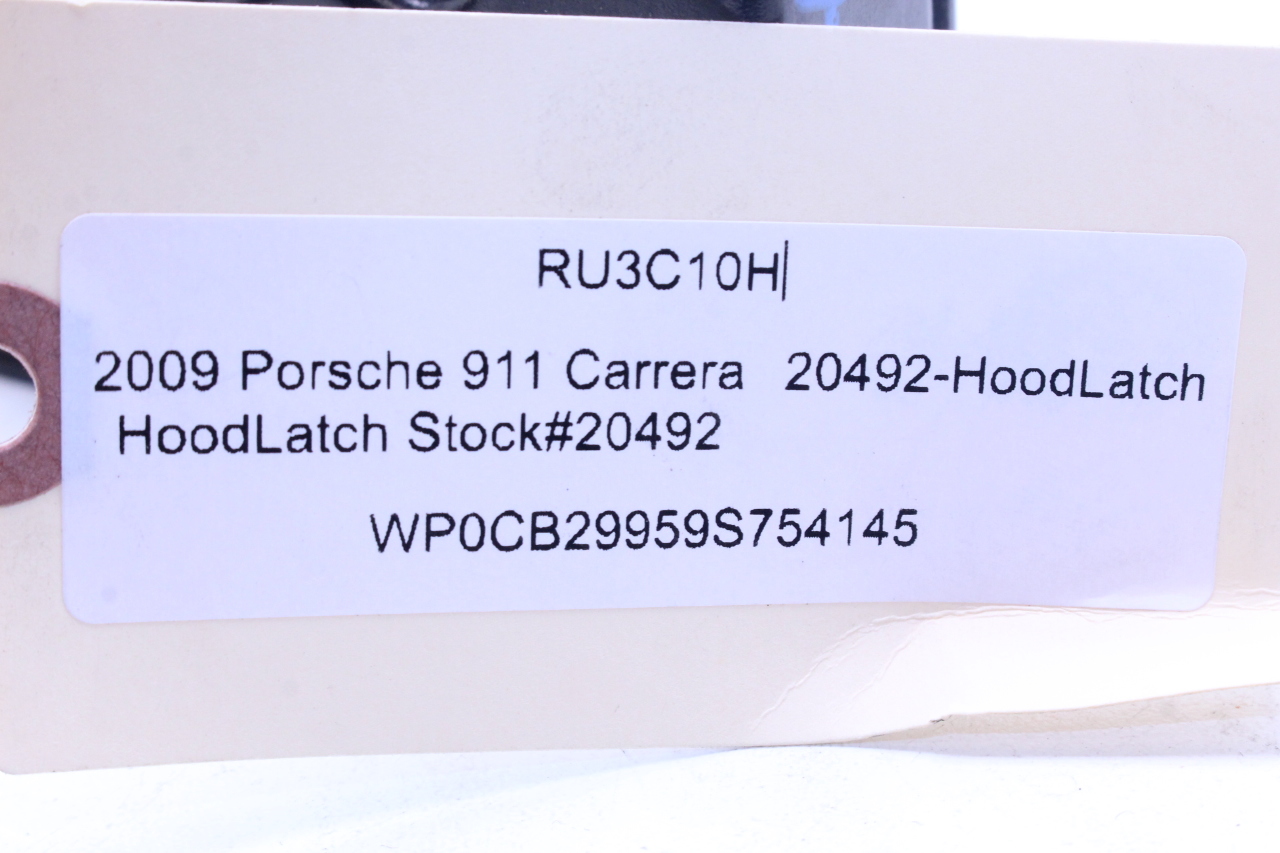 RU3C10H|
2009 Porsche 911 Carrera 20492-HoodLatch
HoodLatch Stock#20492
WP0CB29959S754145